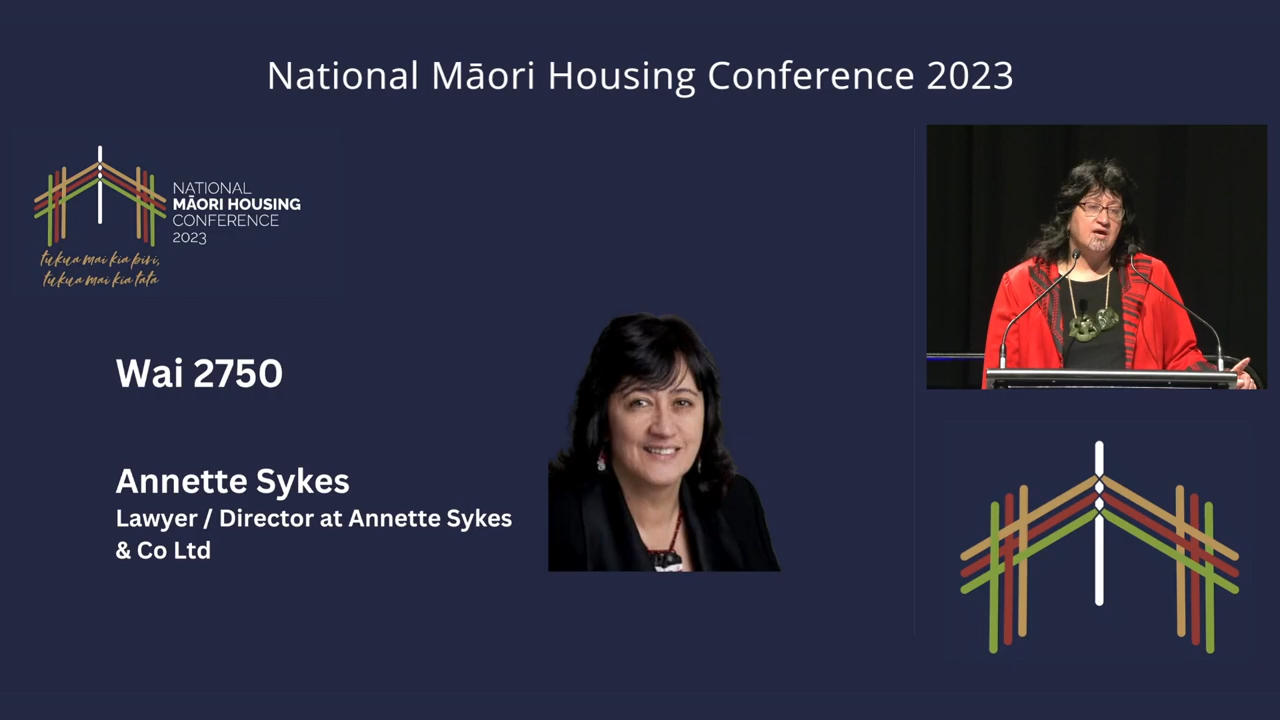 National Māori Housing Conference 2023
NATIONAL
MĀORI HOUSING
CONFERENCE
2023
tukua mai kia piri,
tukua mai kia tata
Wai 2750
Annette Sykes
Lawyer / Director at Annette Sykes
& Co Ltd